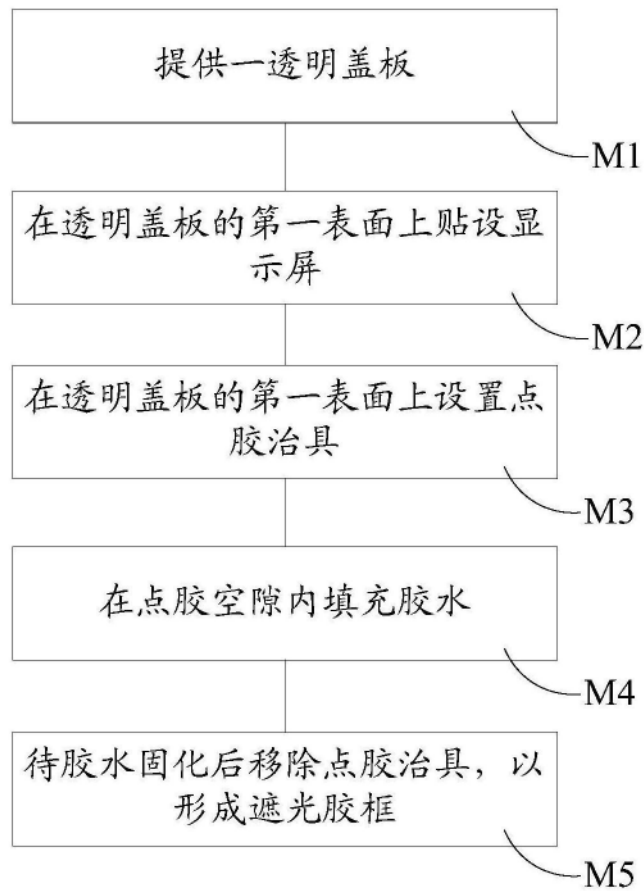 提供一透明盖板
M1
在透明盖板的第一表面上贴设显
示屏
M2
在透明盖板的第一表面上设置点
胶治具
M3
在点胶空隙内填充胶水
M4
待胶水固化后移除点胶治具，以
形成遮光胶框
M5